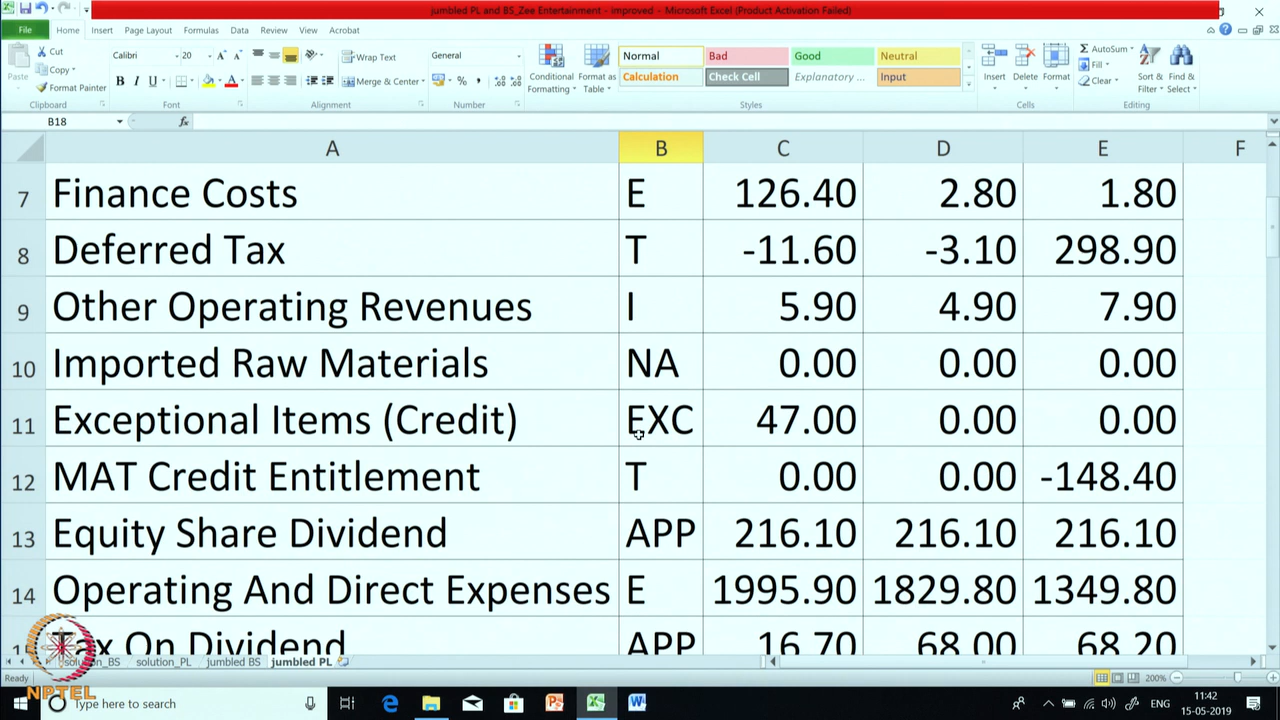 jumbled PL and BS_Zee Entertainment - Improved - Microsoft Excel (Product Activation Failed)
File Home Insert Page Layout Formulas Data Review View Acrobat
Cut
Copy
Format Painter
Paste
Clipboard
Calibri 20
B I U
Font
Wrap Text
Merge & Center
Alignment
General
Number
Conditional Formatting
Format as Table
Normal Bad Good Neutral
Calculation Check Cell Explanatory ... Input
Styles
Insert Delete Format
Cells
AutoSum
Fill
Clear
Sort & Filter
Find & Select
Editing
B18 fx
A B C D E F
7 Finance Costs E 126.40 2.80 1.80
8 Deferred Tax T -11.60 -3.10 298.90
9 Other Operating Revenues I 5.90 4.90 7.90
10 Imported Raw Materials NA 0.00 0.00 0.00
11 Exceptional Items (Credit) EXC 47.00 0.00 0.00
12 MAT Credit Entitlement T 0.00 0.00 -148.40
13 Equity Share Dividend APP 216.10 216.10 216.10
14 Operating And Direct Expenses E 1995.90 1829.80 1349.80
Tax On Dividend APP 16.70 68.00 68.20
solution_BS solution_PL jumbled BS jumbled PL
Ready 200%
NPTEL
Type here to search
ENG
11:42
15-05-2019